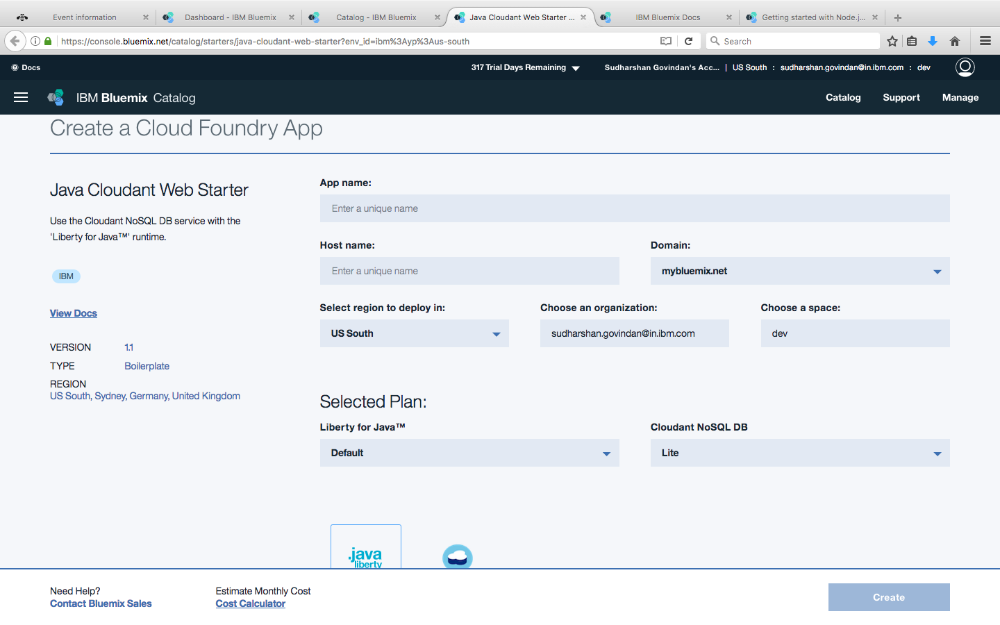 Event information
Dashboard - IBM Bluemix
Catalog - IBM Bluemix
Java Cloudant Web Starter ...
IBM Bluemix Docs
Getting started with Node.j...
https://console.bluemix.net/catalog/starters/java-cloudant-web-starter?env_id=ibm%3Ayp%3Aus-south
Search
Docs
317 Trial Days Remaining
Sudharshan Govindan's Acc... | US South : sudharshan.govindan@in.ibm.com : dev
IBM Bluemix Catalog
Catalog
Support
Manage
Create a Cloud Foundry App
Java Cloudant Web Starter
Use the Cloudant NoSQL DB service with the
'Liberty for Java™' runtime.
IBM
View Docs
VERSION 1.1
TYPE Boilerplate
REGION
US South, Sydney, Germany, United Kingdom
App name:
Enter a unique name
Host name:
Enter a unique name
Domain:
mybluemix.net
Select region to deploy in:
US South
Choose an organization:
sudharshan.govindan@in.ibm.com
Choose a space:
dev
Selected Plan:
Liberty for Java™
Default
Cloudant NoSQL DB
Lite
.java
liberty
Need Help?
Contact Bluemix Sales
Estimate Monthly Cost
Cost Calculator
Create